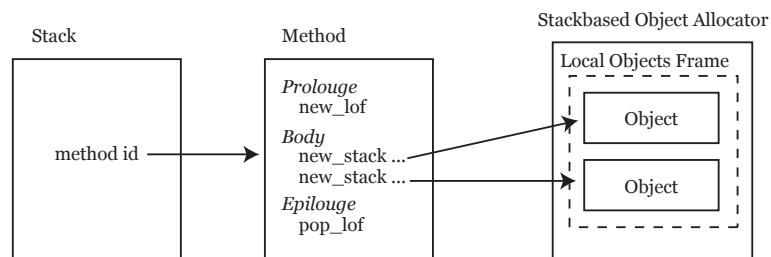 Stack
method id
Method
Prolouge
new_lof
Body
new_stack ...
new_stack ...
Epilouge
pop_lof
Stackbased Object Allocator
Local Objects Frame
Object
Object